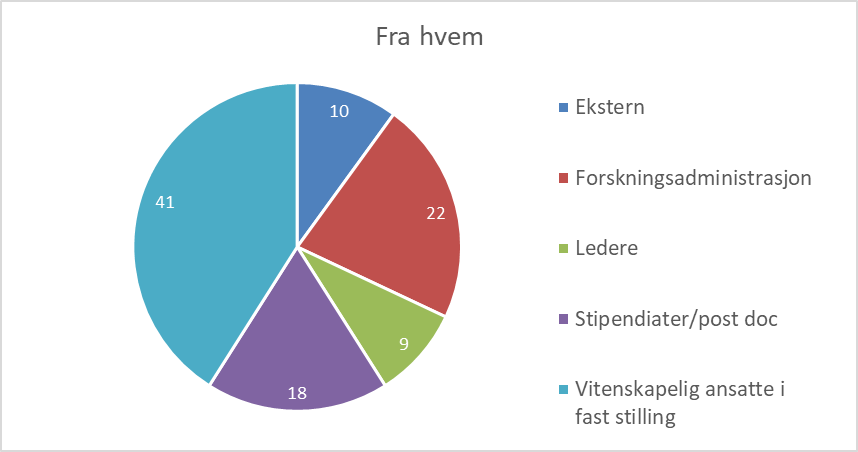 Fra hvem
10
22
9
18
41
Ekstern
Forskningsadministrasjon
Ledere
Stipendiater/post doc
Vitenskapelig ansatte i
fast stilling